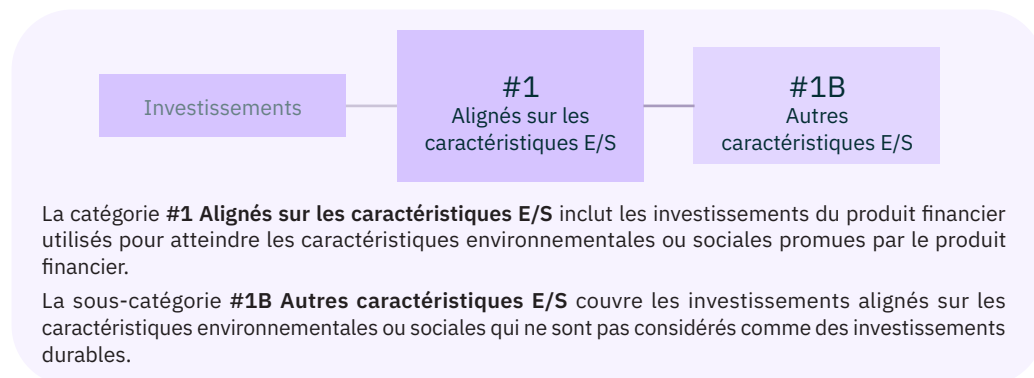 Investissements
#1
Alignés sur les
caractéristiques E/S
#1B
Autres
caractéristiques E/S
La catégorie #1 Alignés sur les caractéristiques E/S inclut les investissements du produit financier
utilisés pour atteindre les caractéristiques environnementales ou sociales promues par le produit
financier.
La sous-catégorie #1B Autres caractéristiques E/S couvre les investissements alignés sur les
caractéristiques environnementales ou sociales qui ne sont pas considérés comme des investissements
durables.